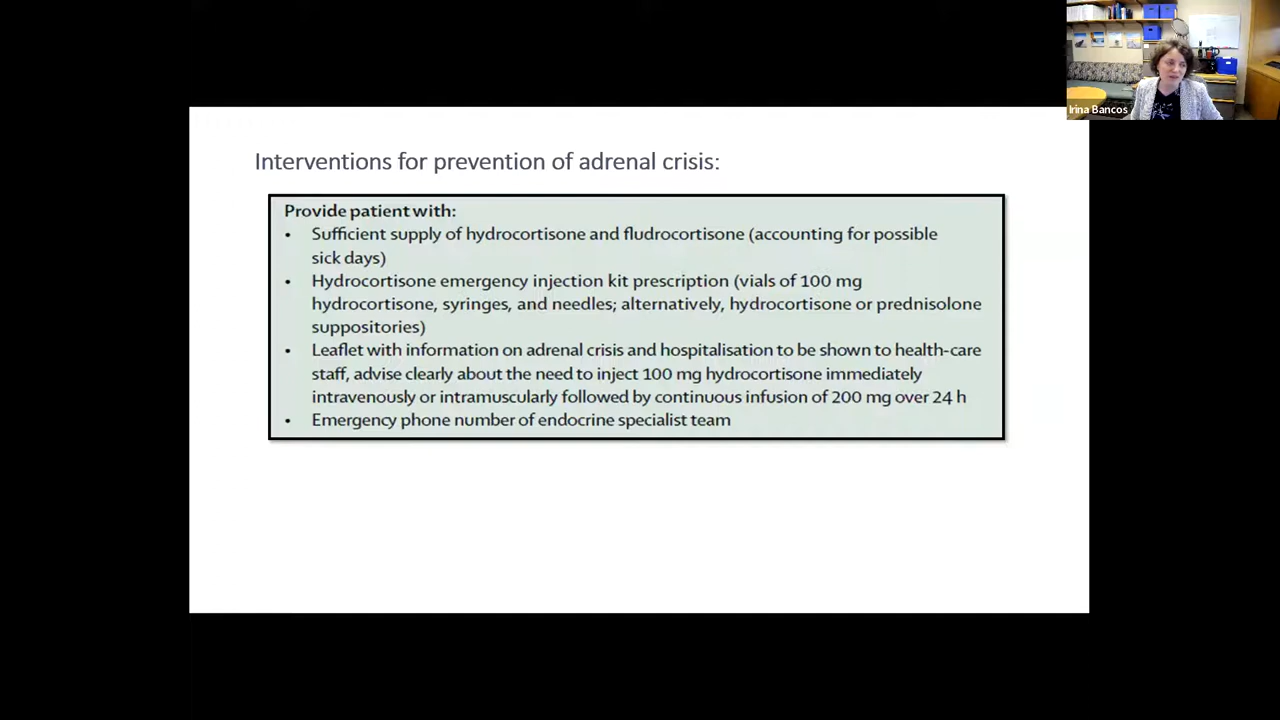 Irina Bancos
Interventions for prevention of adrenal crisis:
Provide patient with:
• Sufficient supply of hydrocortisone and fludrocortisone (accounting for possible
sick days)
• Hydrocortisone emergency injection kit prescription (vials of 100 mg
hydrocortisone, syringes, and needles; alternatively, hydrocortisone or prednisolone
suppositories)
• Leaflet with information on adrenal crisis and hospitalisation to be shown to health-care
staff, advise clearly about the need to inject 100 mg hydrocortisone immediately
intravenously or intramuscularly followed by continuous infusion of 200 mg over 24 h
• Emergency phone number of endocrine specialist team